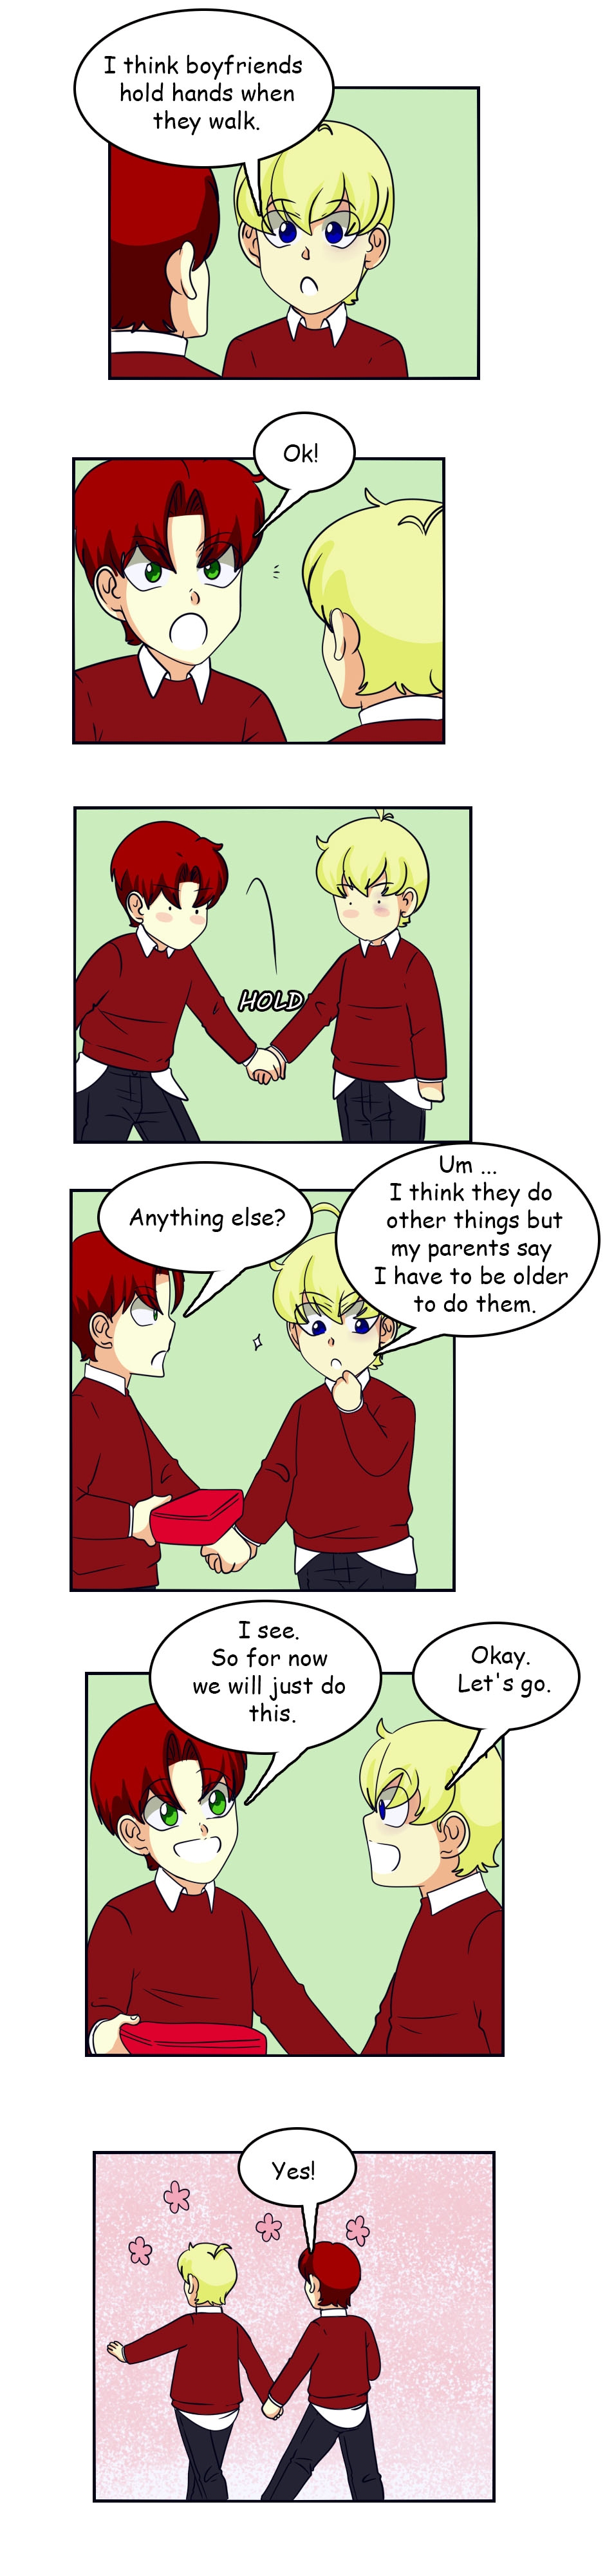 I think boyfriends
hold hands when
they walk.
Ok!
HOLD
Anything else?
Um ...
I think they do
other things but
my parents say
I have to be older
to do them.
I see.
So for now
we will just do
this.
Okay.
Let's go.
Yes!